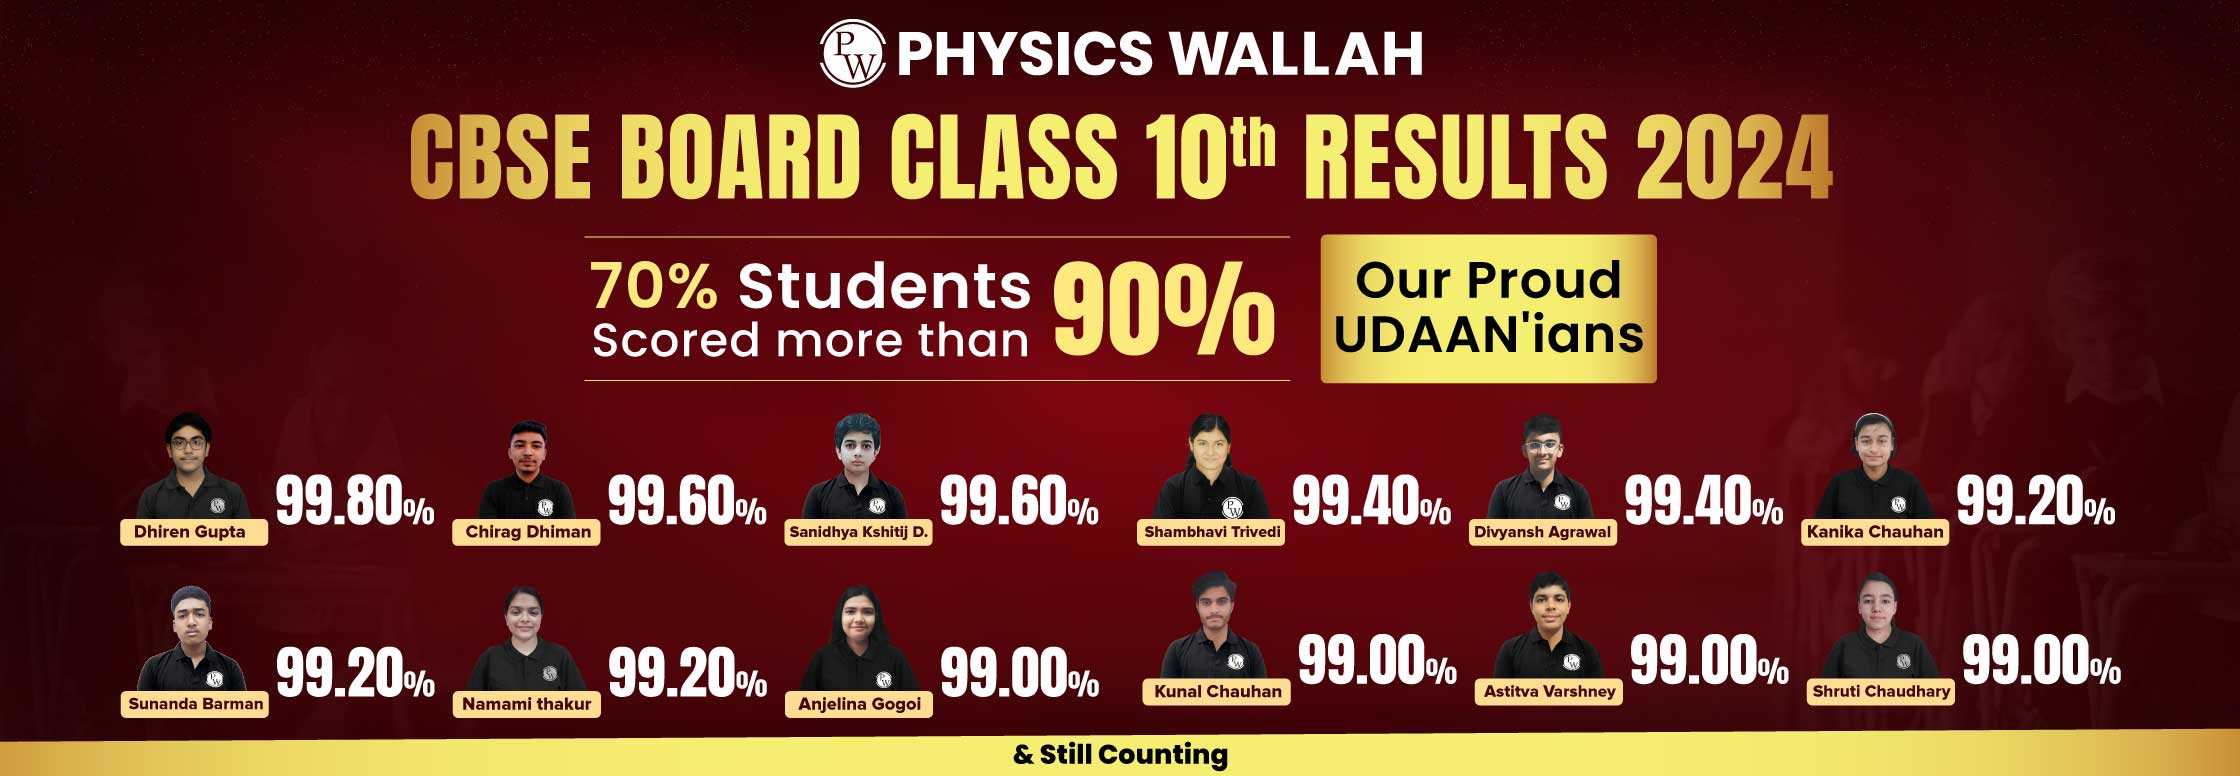 PW PHYSICS WALLAH
CBSE BOARD CLASS 10th RESULTS 2024
70% Students
Scored more than
90%
Our Proud
UDAAN'ians
99.80%
Dhiren Gupta
99.60%
Chirag Dhiman
99.60%
Sanidhya Kshitij D.
99.40%
Shambhavi Trivedi
99.40%
Divyansh Agrawal
99.20%
Kanika Chauhan
99.20%
Sunanda Barman
99.20%
Namami thakur
99.00%
Anjelina Gogoi
99.00%
Kunal Chauhan
99.00%
Astitva Varshney
99.00%
Shruti Chaudhary
& Still Counting